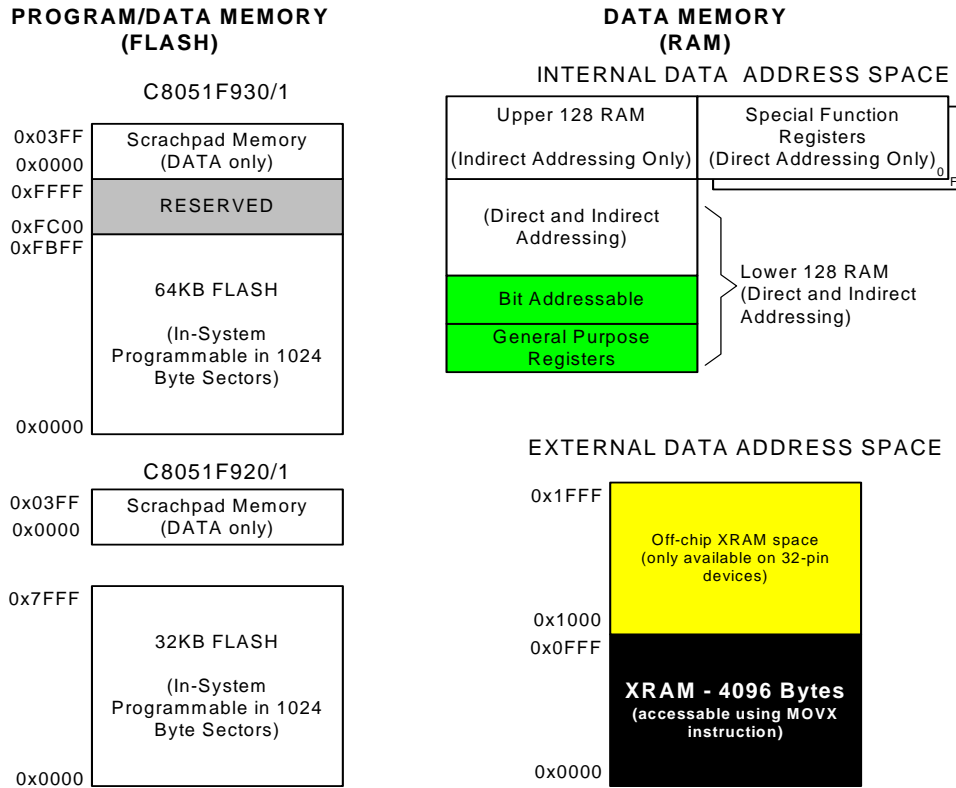 PROGRAM/DATA MEMORY
(FLASH)
C8051F930/1
0x03FF
Scrachpad Memory
(DATA only)
0x0000
0xFFFF
RESERVED
0xFC00
0xFBFF
64KB FLASH
(In-System
Programmable in 1024
Byte Sectors)
0x0000
C8051F920/1
0x03FF
Scrachpad Memory
(DATA only)
0x0000
0x7FFF
32KB FLASH
(In-System
Programmable in 1024
Byte Sectors)
0x0000
DATA MEMORY
(RAM)
INTERNAL DATA ADDRESS SPACE
Upper 128 RAM
(Indirect Addressing Only)
Special Function
Registers
(Direct Addressing Only)
0
F
(Direct and Indirect
Addressing)
Bit Addressable
General Purpose
Registers
Lower 128 RAM
(Direct and Indirect
Addressing)
EXTERNAL DATA ADDRESS SPACE
0x1FFF
Off-chip XRAM space
(only available on 32-pin
devices)
0x1000
0x0FFF
XRAM - 4096 Bytes
(accessable using MOVX
instruction)
0x0000